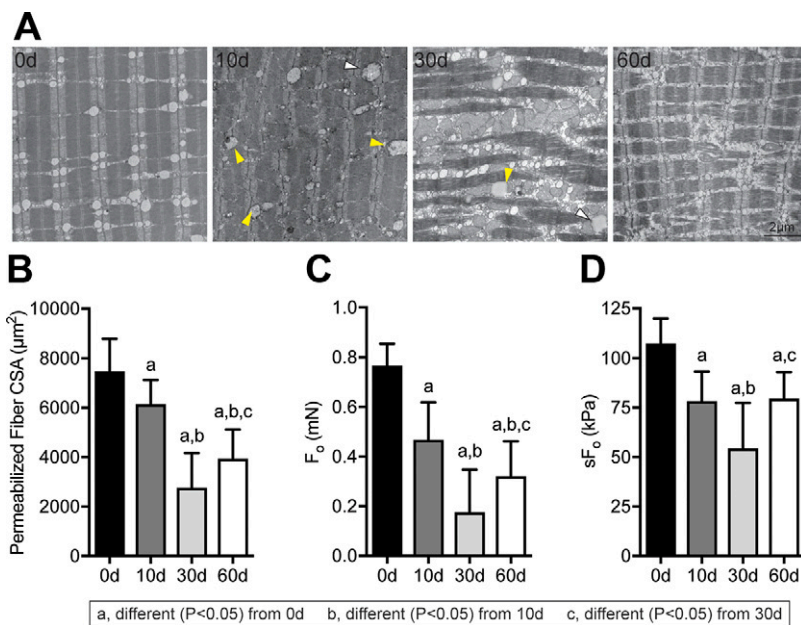 A
0d 10d 30d 60d
2µm
B C D
Permeabilized Fiber CSA (µm²)
10000
8000
6000
4000
2000
0
a
a,b
a,b,c
0d 10d 30d 60d
Fo (mN)
1.0
0.8
0.6
0.4
0.2
0.0
a
a,b
a,b,c
0d 10d 30d 60d
sFo (kPa)
125
100
75
50
25
0
a
a,b
a,c
0d 10d 30d 60d
a, different (P<0.05) from 0d b, different (P<0.05) from 10d c, different (P<0.05) from 30d